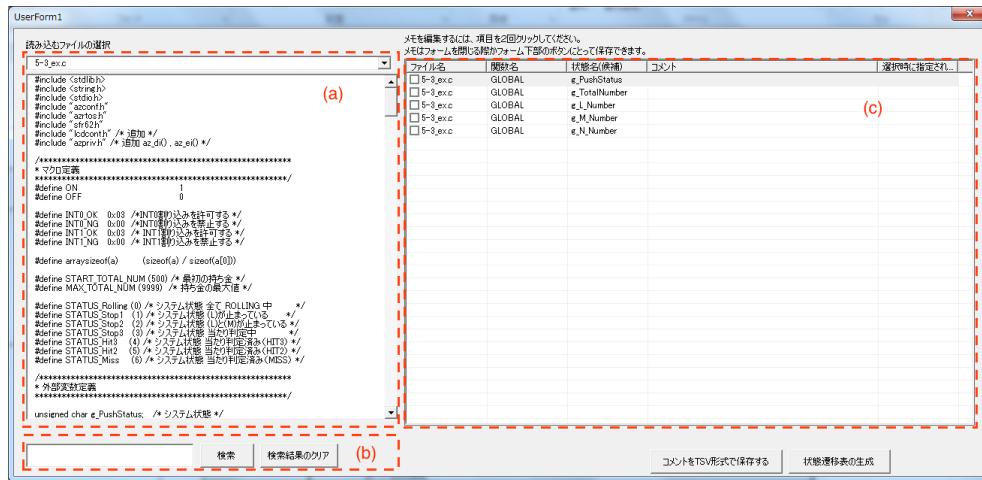 UserForm1
読み込むファイルの選択
5-3_ex.c
#include <stdlib.h>
#include <string.h>
#include <stdio.h>
#include "azconf.h"
#include "azrtos.h"
#include "sfr62.h"
#include "lcdcont.h" /* 追加 */
#include "azpriv.h" /* 追加 az_di() , az_ei() */
/*********************************************************
* マクロ定義
*********************************************************/
#define ON 1
#define OFF 0
#define INT0_OK 0x03 /*INT0割り込みを許可する */
#define INT0_NG 0x00 /*INT0割り込みを禁止する */
#define INT1_OK 0x03 /* INT1割り込みを許可する */
#define INT1_NG 0x00 /* INT1割り込みを禁止する */
#define arraysizeof(a) (sizeof(a) / sizeof(a[0]))
#define START_TOTAL_NUM (500) /* 最初の持ち金 */
#define MAX_TOTAL_NUM (9999) /* 持ち金の最大値 */
#define STATUS_Rolling (0) /* システム状態 全て ROLLING 中 */
#define STATUS_Stop1 (1) /* システム状態 (L)が止まっている */
#define STATUS_Stop2 (2) /* システム状態 (L)と(M)が止まっている */
#define STATUS_Stop3 (3) /* システム状態 当たり判定中 */
#define STATUS_Hit3 (4) /* システム状態 当たり判定済み(HIT3) */
#define STATUS_Hit2 (5) /* システム状態 当たり判定済み(HIT2) */
#define STATUS_Miss (6) /* システム状態 当たり判定済み(MISS) */
/*********************************************************
* 外部変数定義
*********************************************************/
unsigned char g_PushStatus; /* システム状態 */
(a)
検索
検索結果のクリア
(b)
メモを編集するには、項目を2回クリックしてください。
メモはフォームを閉じる際かフォーム下部のボタンによって保存できます。
ファイル名 関数名 状態名(候補) コメント 選択時に指定され...
5-3_ex.c GLOBAL g_PushStatus
5-3_ex.c GLOBAL g_TotalNumber
5-3_ex.c GLOBAL g_L_Number
5-3_ex.c GLOBAL g_M_Number
5-3_ex.c GLOBAL g_N_Number
(c)
コメントをTSV形式で保存する
状態遷移表の生成